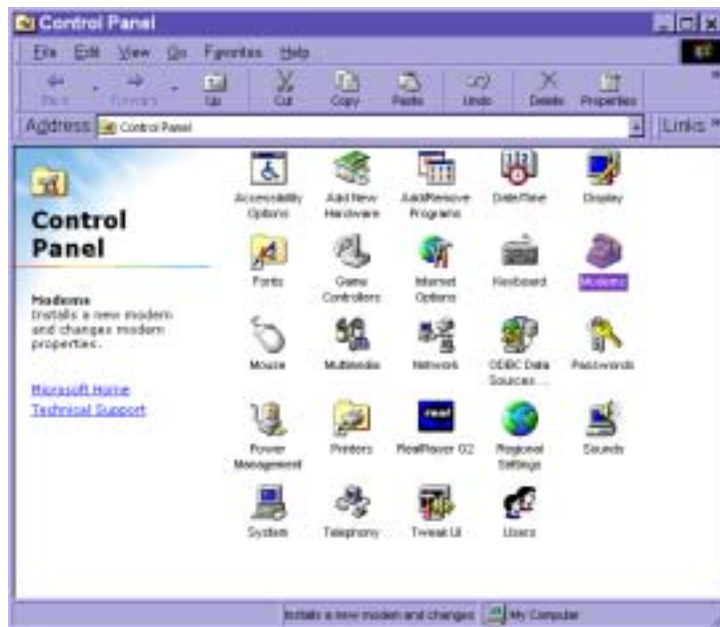 Control Panel
File Edit View Go Favorites Help
Back Forward Up Cut Copy Paste Undo Delete Properties
Address Control Panel Links
Control
Panel
Modems
Installs a new modem
and changes modem
properties.
Microsoft Home
Technical Support
Accessibility
Options
Add New
Hardware
Add/Remove
Programs
Date/Time
Display
Fonts
Game
Controllers
Internet
Options
Keyboard
Modems
Mouse
Multimedia
Network
ODBC Data
Sources ...
Passwords
Power
Management
Printers
real
RealPlayer G2
Regional
Settings
Sounds
System
Telephony
Tweak UI
Users
Installs a new modem and changes My Computer